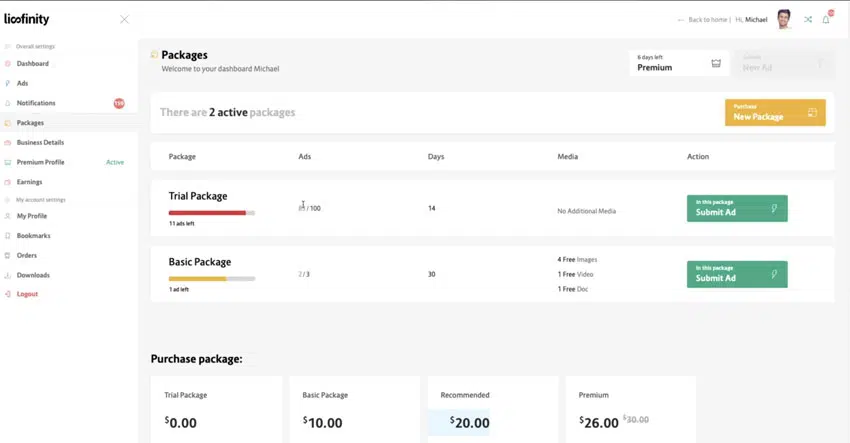 lisfinity
← Back to home | Hi, Michael
Overall settings
Dashboard
Ads
Notifications
159
Packages
Business Details
Premium Profile
Active
Earnings
My account settings
My Profile
Bookmarks
Orders
Downloads
Logout
Packages
Welcome to your dashboard Michael
6 days left
Premium
New Ad
There are 2 active packages
Purchase
New Package
Package Ads Days Media Action
Trial Package
11 ads left
/ 100
14
No Additional Media
In this package
Submit Ad
Basic Package
1 ad left
2 / 3
30
4 Free Images
1 Free Video
1 Free Doc
In this package
Submit Ad
Purchase package:
Trial Package
$0.00
Basic Package
$10.00
Recommended
$20.00
Premium
$26.00 $30.00